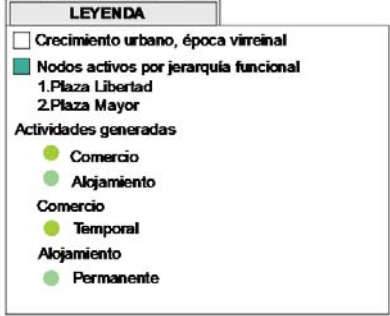 LEYENDA
Crecimiento urbano, época virreinal
Nodos activos por jerarquía funcional
1.Plaza Libertad
2.Plaza Mayor
Actividades generadas
Comercio
Alojamiento
Comercio
Temporal
Alojamiento
Permanente